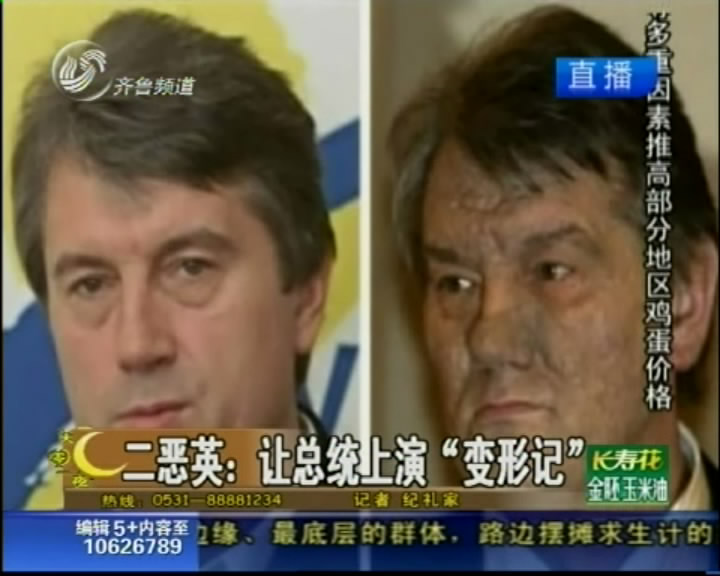 齐鲁频道
直播
多重因素推高部分地区鸡蛋价格
二恶英：让总统上演“变形记”
热线：0531—88881234 记者 纪礼家
长寿花
金胚玉米油
编辑5+内容至
10626789
边缘、最底层的群体，路边摆摊求生计的